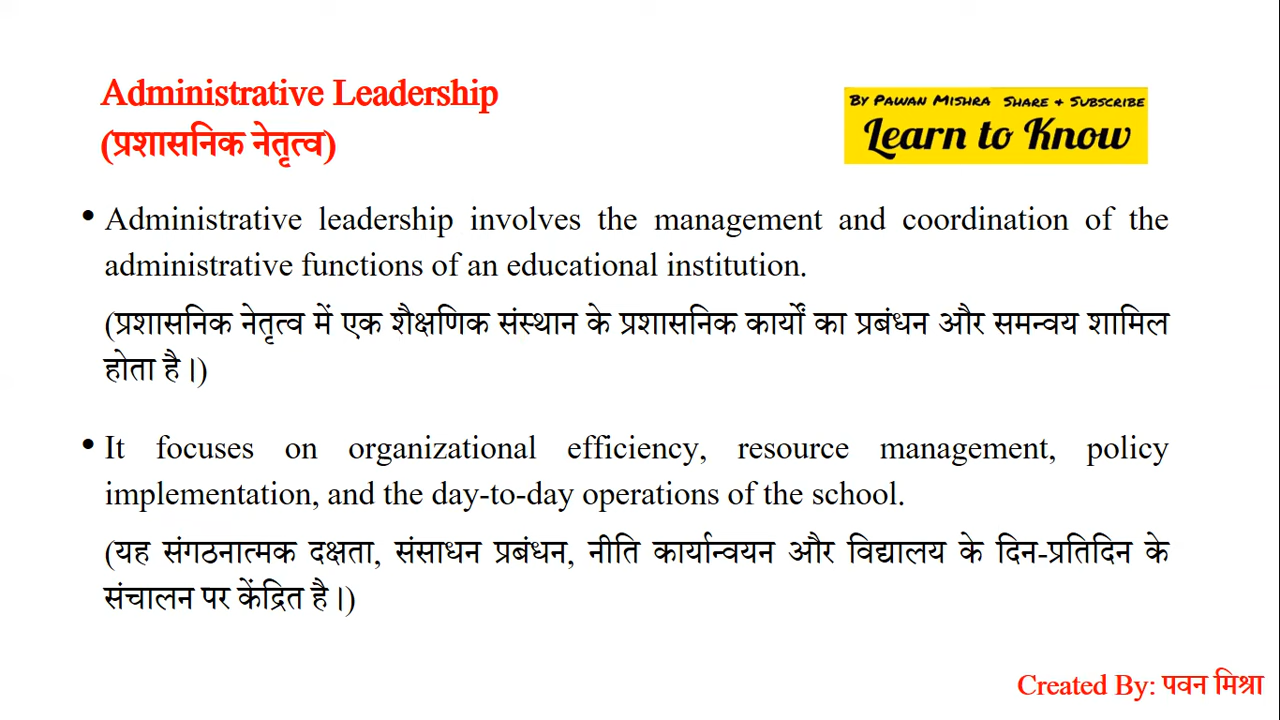 Administrative Leadership
(प्रशासनिक नेतृत्व)
By Pawan Mishra Share & Subscribe
Learn to Know
• Administrative leadership involves the management and coordination of the
administrative functions of an educational institution.
(प्रशासनिक नेतृत्व में एक शैक्षणिक संस्थान के प्रशासनिक कार्यों का प्रबंधन और समन्वय शामिल
होता है।)
• It focuses on organizational efficiency, resource management, policy
implementation, and the day-to-day operations of the school.
(यह संगठनात्मक दक्षता, संसाधन प्रबंधन, नीति कार्यान्वयन और विद्यालय के दिन-प्रतिदिन के
संचालन पर केंद्रित है।)
Created By: पवन मिश्रा